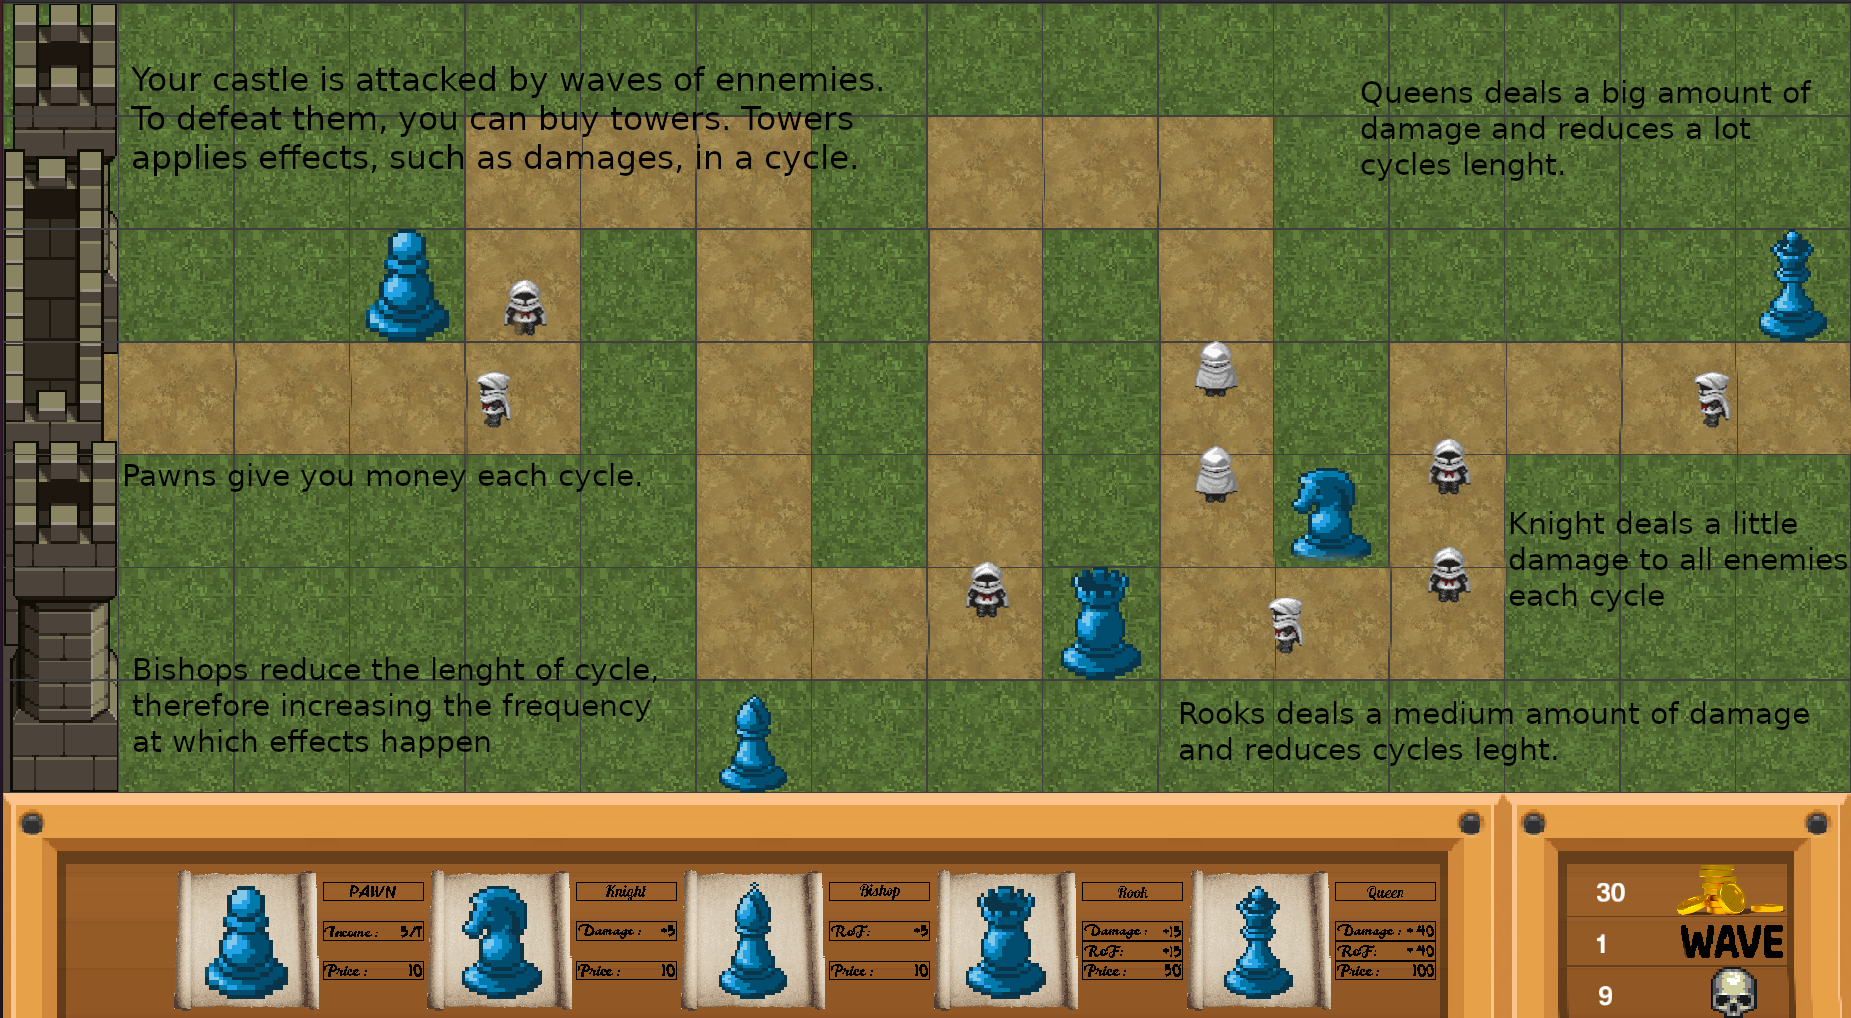 Your castle is attacked by waves of ennemies.
To defeat them, you can buy towers. Towers
applies effects, such as damages, in a cycle.
Queens deals a big amount of
damage and reduces a lot
cycles lenght.
Pawns give you money each cycle.
Knight deals a little
damage to all enemies
each cycle
Bishops reduce the lenght of cycle,
therefore increasing the frequency
at which effects happen
Rooks deals a medium amount of damage
and reduces cycles leght.
PAWN
Income : 5/T
Price : 10
Knight
Damage : +5
Price : 10
Bishop
RoF: +5
Price : 10
Rook
Damage : +15
RoF: +15
Price : 50
Queen
Damage : +40
RoF: +40
Price : 100
30
1 WAVE
9